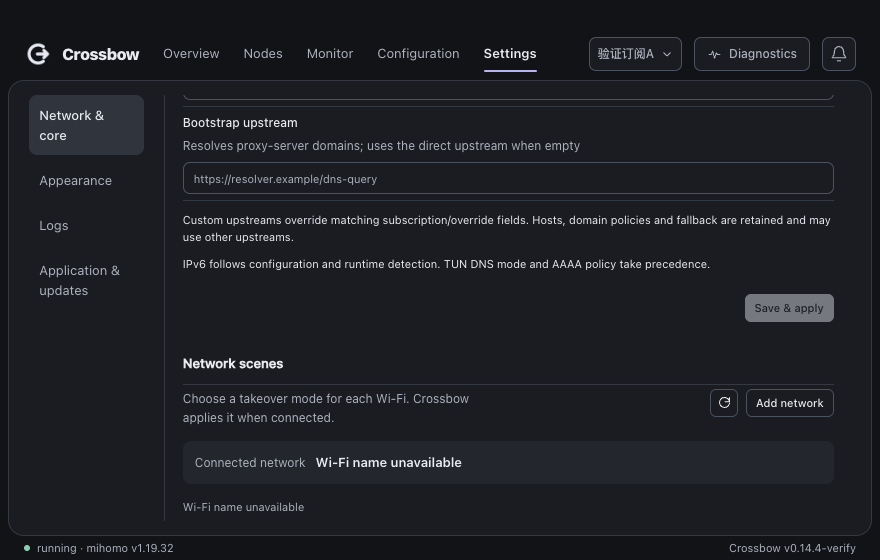 Crossbow
Overview
Nodes
Monitor
Configuration
Settings
验证订阅A
Diagnostics
Network &
core
Appearance
Logs
Application &
updates
Bootstrap upstream
Resolves proxy-server domains; uses the direct upstream when empty
https://resolver.example/dns-query
Custom upstreams override matching subscription/override fields. Hosts, domain policies and fallback are retained and may
use other upstreams.
IPv6 follows configuration and runtime detection. TUN DNS mode and AAAA policy take precedence.
Save & apply
Network scenes
Choose a takeover mode for each Wi-Fi. Crossbow
applies it when connected.
Add network
Connected network Wi-Fi name unavailable
Wi-Fi name unavailable
running · mihomo v1.19.32
Crossbow v0.14.4-verify